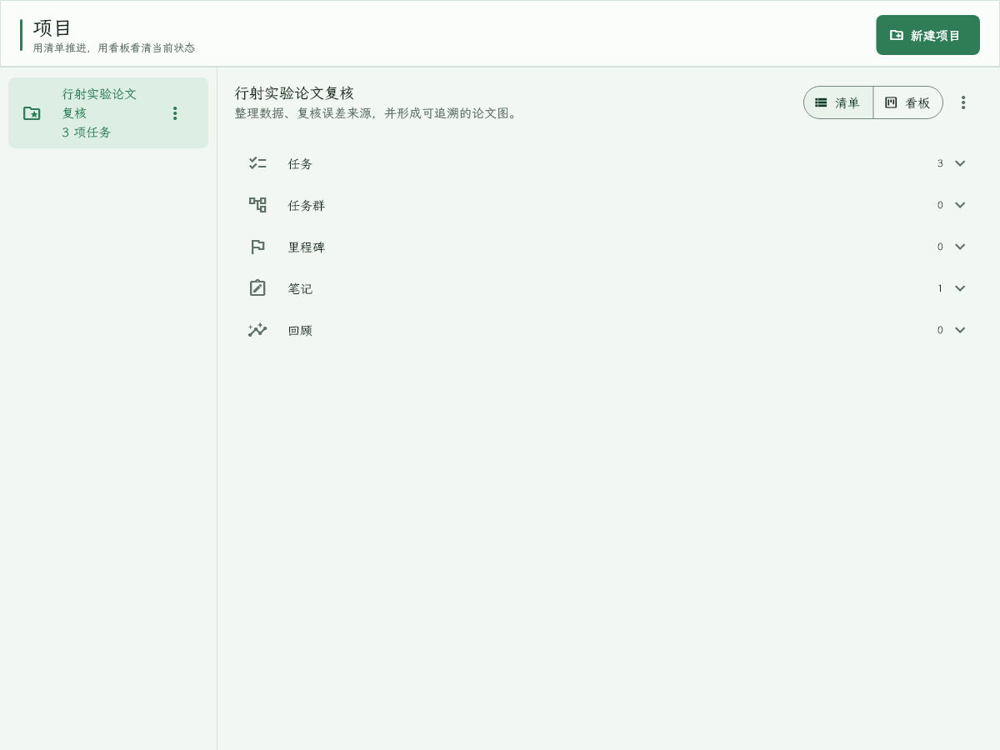 项目
用清单推进，用看板看清当前状态
新建项目
行射实验论文
复核
3 项任务
行射实验论文复核
整理数据、复核误差来源，并形成可追溯的论文图。
清单
看板
任务
3
任务群
0
里程碑
0
笔记
1
回顾
0